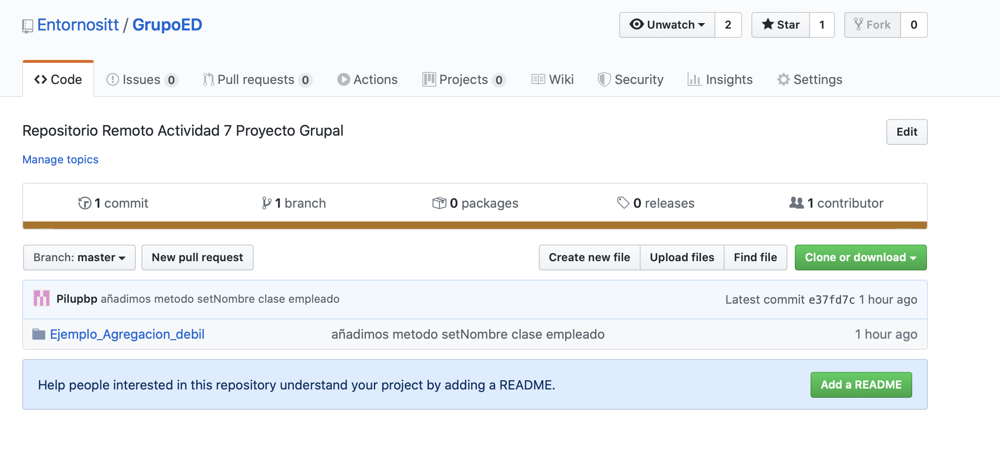 Entornositt / GrupoED
Unwatch 2
Star 1
Fork 0
Code
Issues 0
Pull requests 0
Actions
Projects 0
Wiki
Security
Insights
Settings
Repositorio Remoto Actividad 7 Proyecto Grupal
Edit
Manage topics
1 commit
1 branch
0 packages
0 releases
1 contributor
Branch: master
New pull request
Create new file
Upload files
Find file
Clone or download
Pilupbp añadimos metodo setNombre clase empleado
Latest commit e37fd7c 1 hour ago
Ejemplo_Agregacion_debil
añadimos metodo setNombre clase empleado
1 hour ago
Help people interested in this repository understand your project by adding a README.
Add a README